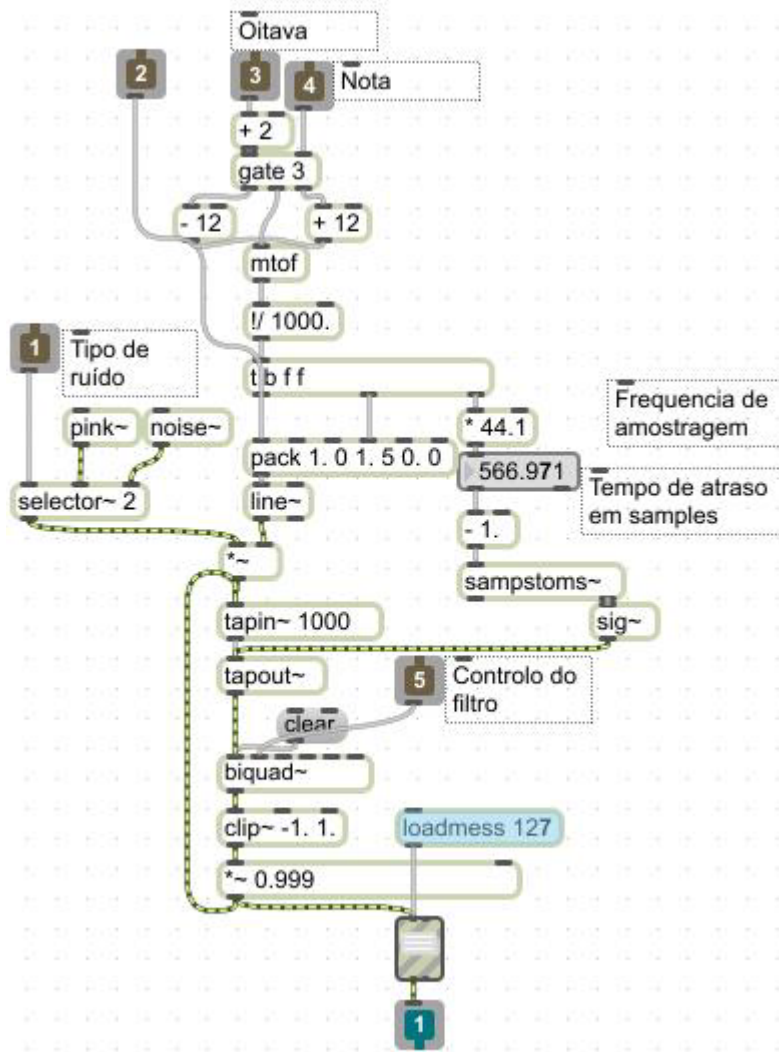 Oitava
2
3
4
Nota
+ 2
gate 3
- 12
+ 12
mtof
!/ 1000.
1
Tipo de
ruído
t b f f
pink~
noise~
* 44.1
Frequencia de
amostragem
pack 1. 0 1. 5 0. 0
566.971
selector~ 2
line~
Tempo de atraso
em samples
- 1.
*~
sampstoms~
tapin~ 1000
sig~
tapout~
5
Controlo do
filtro
clear
biquad~
clip~ -1. 1.
loadmess 127
*~ 0.999
1